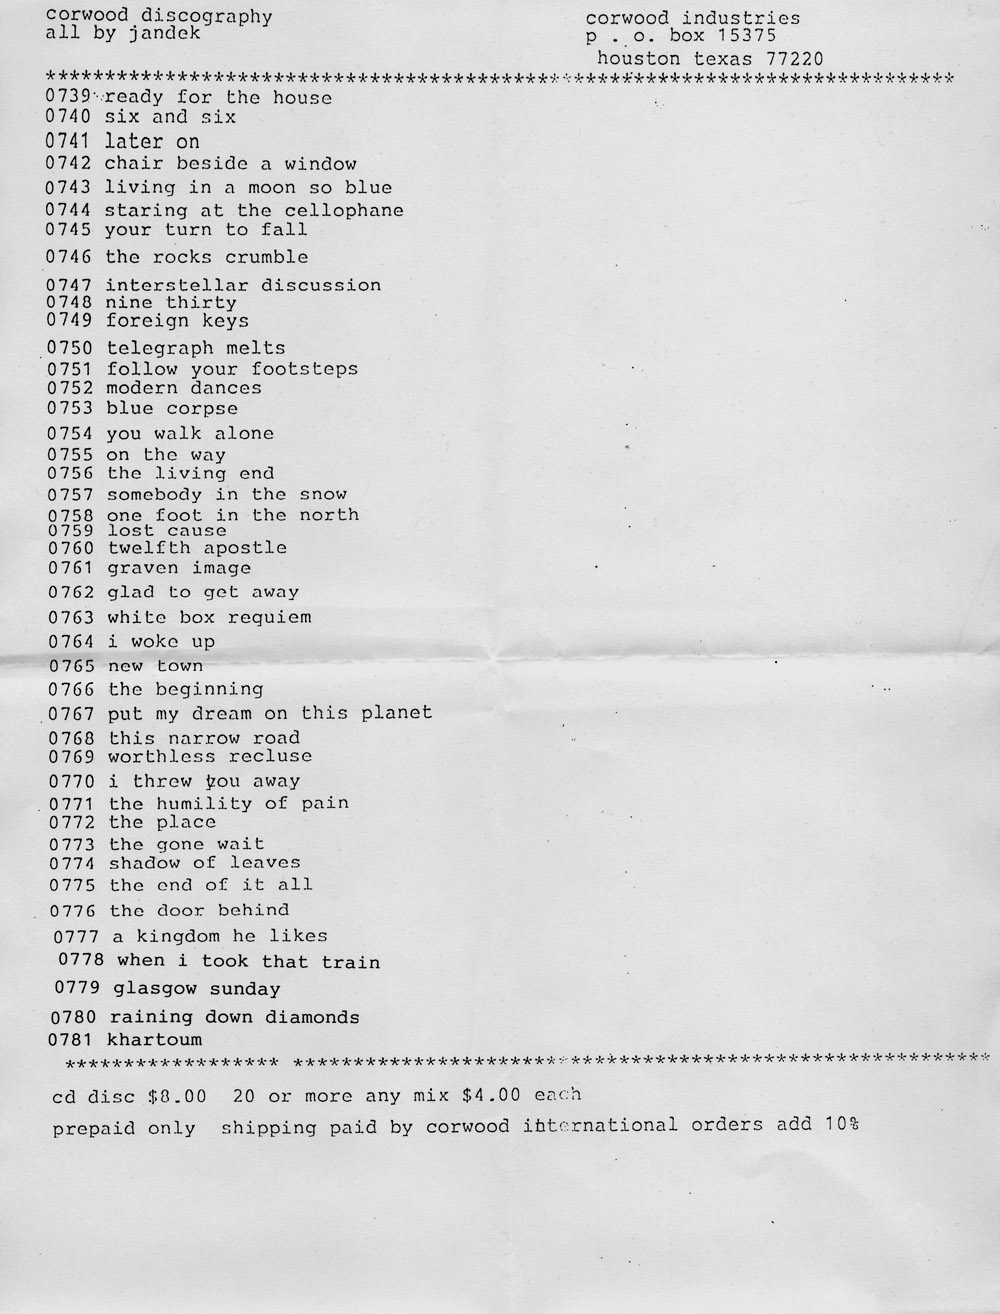 corwood discography
all by jandek
corwood industries
p . o. box 15375
houston texas 77220
****************************************************************************
0739 ready for the house
0740 six and six
0741 later on
0742 chair beside a window
0743 living in a moon so blue
0744 staring at the cellophane
0745 your turn to fall
0746 the rocks crumble
0747 interstellar discussion
0748 nine thirty
0749 foreign keys
0750 telegraph melts
0751 follow your footsteps
0752 modern dances
0753 blue corpse
0754 you walk alone
0755 on the way
0756 the living end
0757 somebody in the snow
0758 one foot in the north
0759 lost cause
0760 twelfth apostle
0761 graven image
0762 glad to get away
0763 white box requiem
0764 i woke up
0765 new town
0766 the beginning
0767 put my dream on this planet
0768 this narrow road
0769 worthless recluse
0770 i threw you away
0771 the humility of pain
0772 the place
0773 the gone wait
0774 shadow of leaves
0775 the end of it all
0776 the door behind
0777 a kingdom he likes
0778 when i took that train
0779 glasgow sunday
0780 raining down diamonds
0781 khartoum
****************** ***********************************************************
cd disc $8.00  20 or more any mix $4.00 each
prepaid only  shipping paid by corwood international orders add 10%